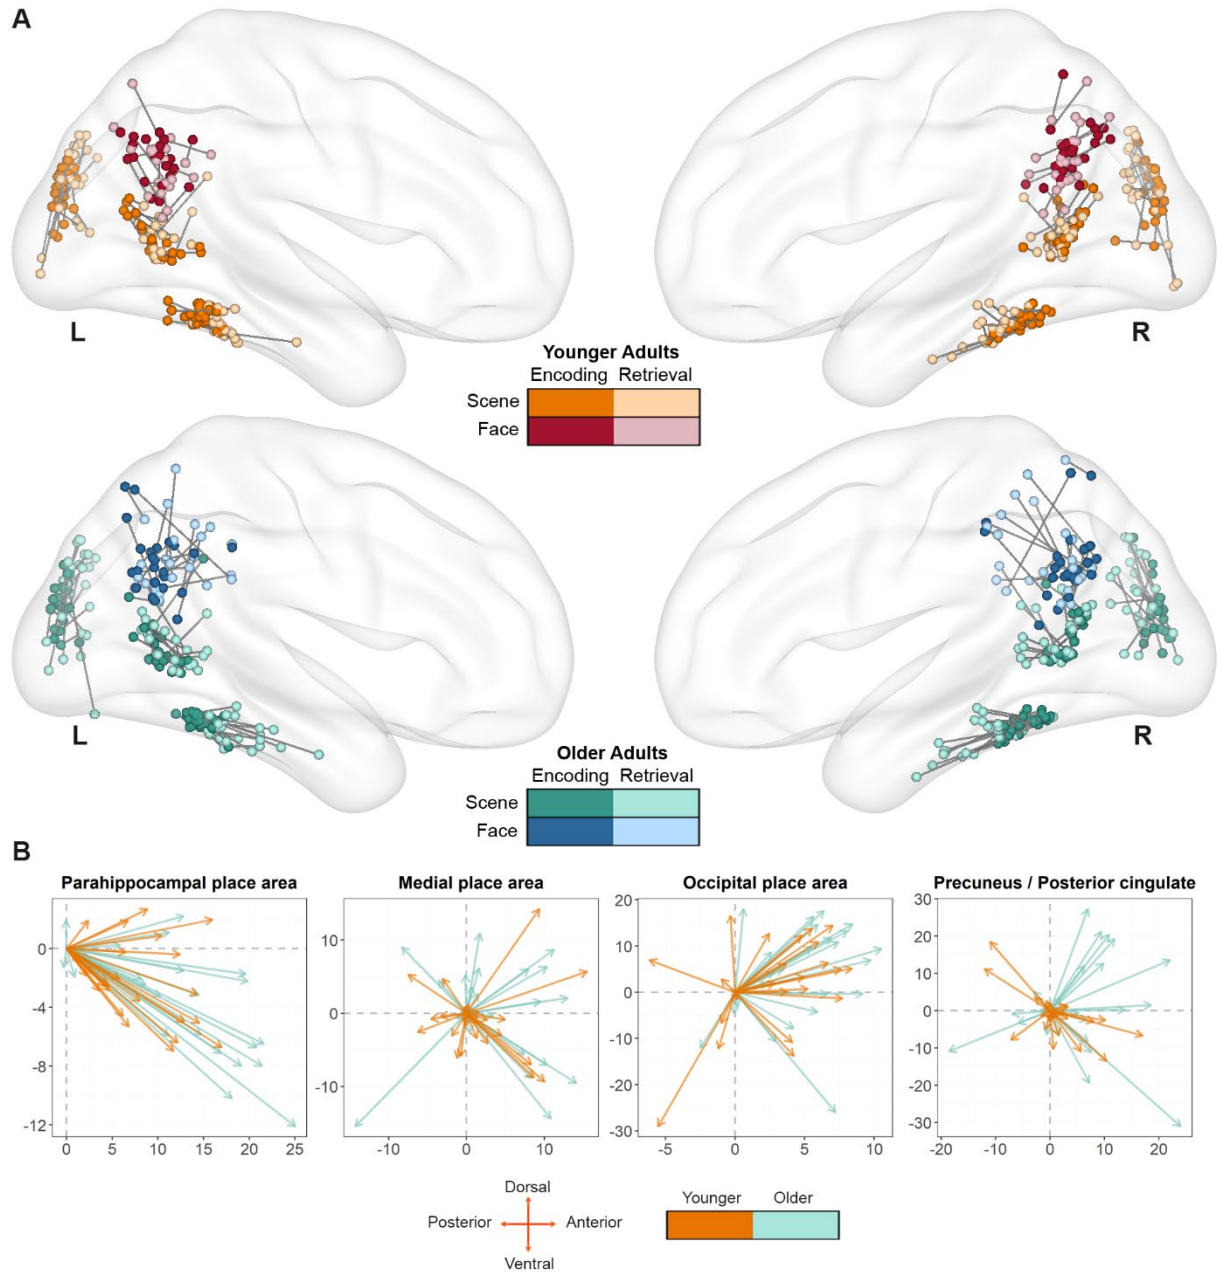 A
L
R
Younger Adults
Encoding Retrieval
Scene
Face
L
R
Older Adults
Encoding Retrieval
Scene
Face
B
Parahippocampal place area
Medial place area
Occipital place area
Precuneus / Posterior cingulate
0
-4
-8
-12
0 5 10 15 20 25
10
0
-10
-10 0 10
20
10
0
-10
-20
-30
-5 0 5 10
30
20
10
0
-10
-20
-30
-20 -10 0 10 20
Dorsal
Posterior Anterior
Ventral
Younger Older